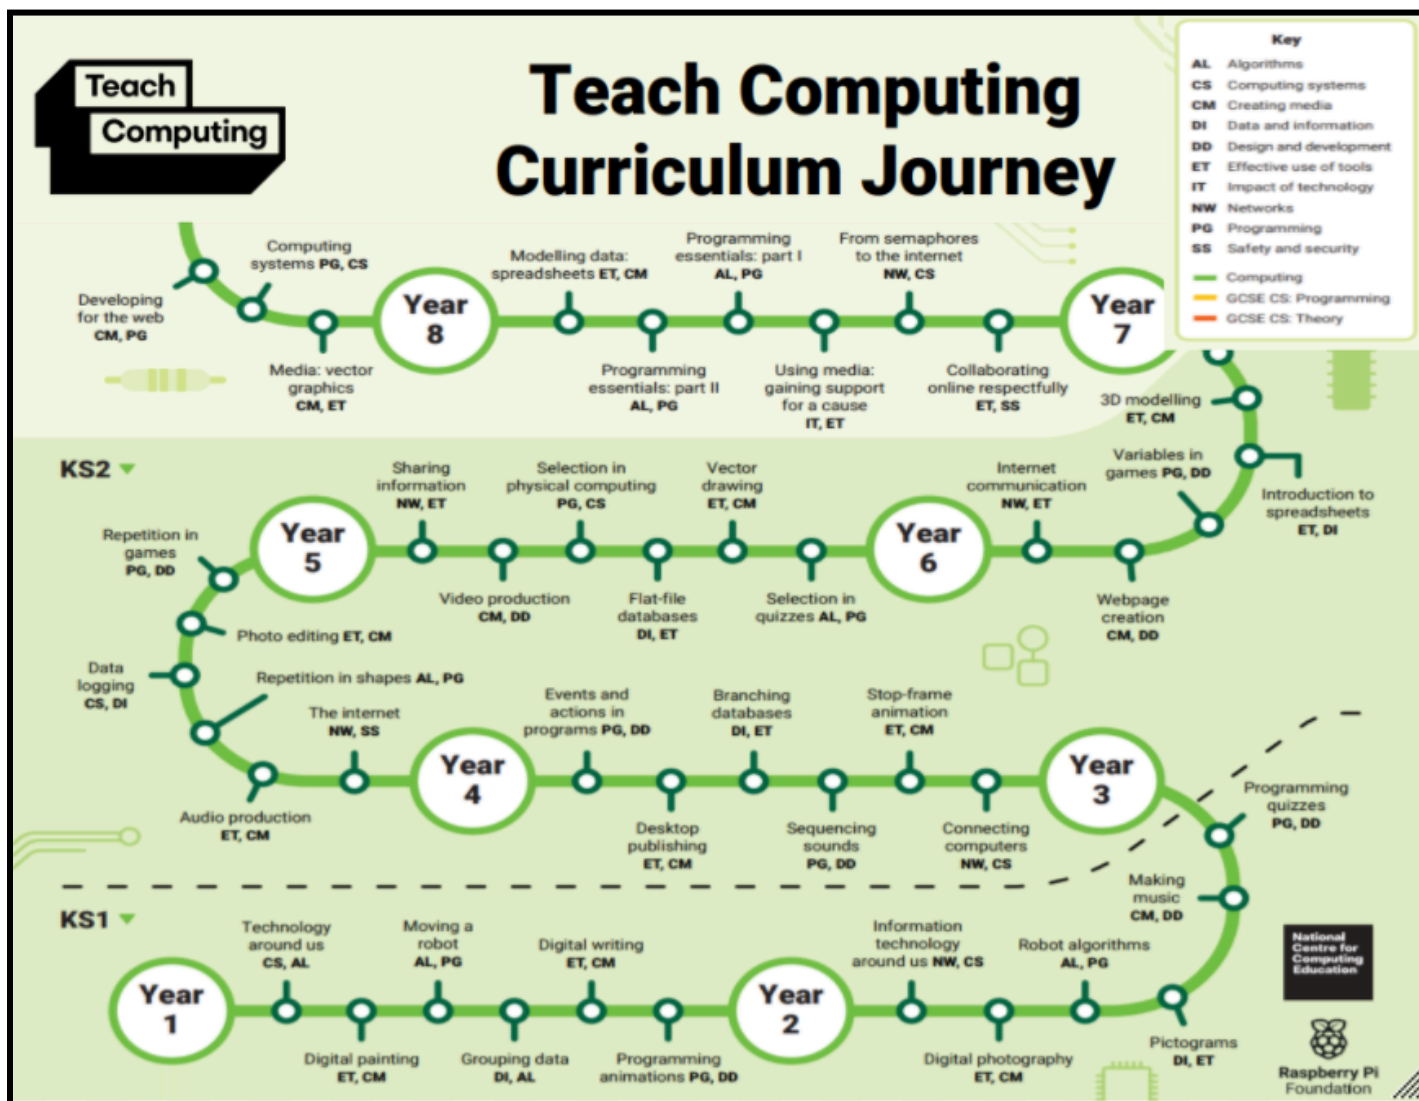 Teach
Computing
Teach Computing
Curriculum Journey
Key
AL Algorithms
CS Computing systems
CM Creating media
DI Data and information
DD Design and development
ET Effective use of tools
IT Impact of technology
NW Networks
PG Programming
SS Safety and security
Computing
GCSE CS: Programming
GCSE CS: Theory
Developing
for the web
CM, PG
Computing
systems PG, CS
Media: vector
graphics
CM, ET
Year
8
Modelling data:
spreadsheets ET, CM
Programming
essentials: part II
AL, PG
Programming
essentials: part I
AL, PG
Using media:
gaining support
for a cause
IT, ET
From semaphores
to the internet
NW, CS
Collaborating
online respectfully
ET, SS
Year
7
3D modelling
ET, CM
Variables in
games PG, DD
Introduction to
spreadsheets
ET, DI
KS2
Repetition in
games
PG, DD
Year
5
Sharing
information
NW, ET
Video production
CM, DD
Selection in
physical computing
PG, CS
Flat-file
databases
DI, ET
Vector
drawing
ET, CM
Selection in
quizzes AL, PG
Year
6
Internet
communication
NW, ET
Webpage
creation
CM, DD
Photo editing ET, CM
Data
logging
CS, DI
Repetition in shapes AL, PG
The internet
NW, SS
Audio production
ET, CM
Year
4
Events and
actions in
programs PG, DD
Desktop
publishing
ET, CM
Branching
databases
DI, ET
Sequencing
sounds
PG, DD
Stop-frame
animation
ET, CM
Connecting
computers
NW, CS
Year
3
Programming
quizzes
PG, DD
Making
music
CM, DD
KS1
Year
1
Technology
around us
CS, AL
Digital painting
ET, CM
Moving a
robot
AL, PG
Grouping data
DI, AL
Digital writing
ET, CM
Programming
animations PG, DD
Year
2
Information
technology
around us NW, CS
Digital photography
ET, CM
Robot algorithms
AL, PG
Pictograms
DI, ET
National
Centre for
Computing
Education
Raspberry Pi
Foundation